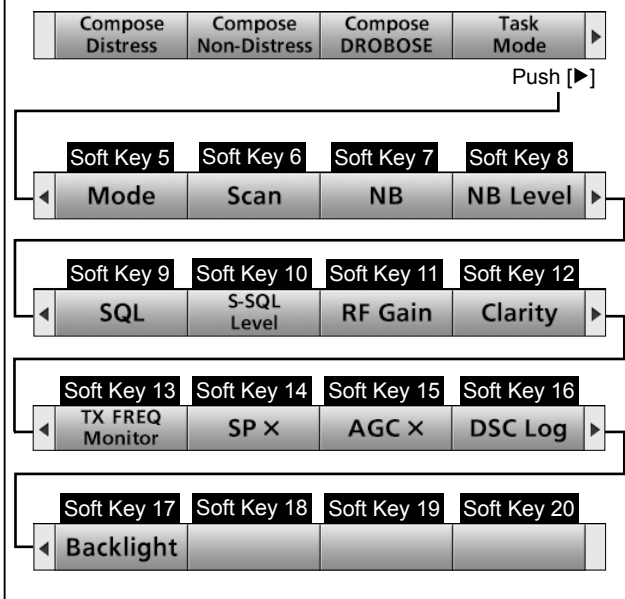 Compose Compose Compose Task
Distress Non-Distress DROBOSE Mode ▶
Push [▶]
Soft Key 5 Soft Key 6 Soft Key 7 Soft Key 8
◀ Mode Scan NB NB Level ▶
Soft Key 9 Soft Key 10 Soft Key 11 Soft Key 12
◀ SQL S-SQL Level RF Gain Clarity ▶
Soft Key 13 Soft Key 14 Soft Key 15 Soft Key 16
◀ TX FREQ Monitor SP × AGC × DSC Log ▶
Soft Key 17 Soft Key 18 Soft Key 19 Soft Key 20
◀ Backlight